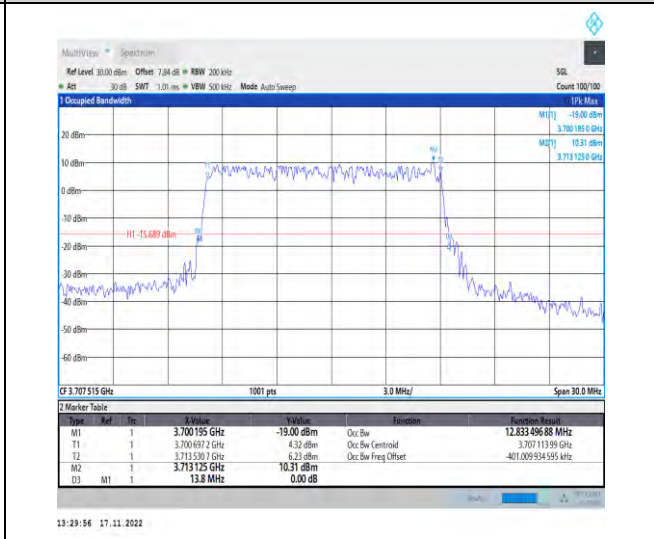 MultiView Spectrum
Ref Level 30.00 dBm Offset 7.84 dB RBW 200 kHz SGL
Att 30 dB SWT 1.01 ms VBW 500 kHz Mode Auto Sweep Count 100/100
1 Occupied Bandwidth 1Pk Max
M1[1] -19.00 dBm
3.700 195 0 GHz
M2[1] 10.31 dBm
3.713 125 0 GHz
20 dBm
M2
10 dBm
0 dBm
-10 dBm
H1 -15.689 dBm
-20 dBm
-30 dBm
-40 dBm
-50 dBm
-60 dBm
CF 3.707 515 GHz 1001 pts 3.0 MHz/ Span 30.0 MHz
2 Marker Table
Type Ref Trc X-Value Y-Value Function Function Result
M1 1 3.700 195 GHz -19.00 dBm Occ Bw 12.833 496 88 MHz
T1 1 3.700 697 2 GHz 4.32 dBm Occ Bw Centroid 3.707 113 99 GHz
T2 1 3.713 530 7 GHz 6.23 dBm Occ Bw Freq Offset -401.009 934 595 kHz
M2 1 3.713 125 GHz 10.31 dBm
D3 M1 1 13.8 MHz 0.00 dB
13:29:56 17.11.2022